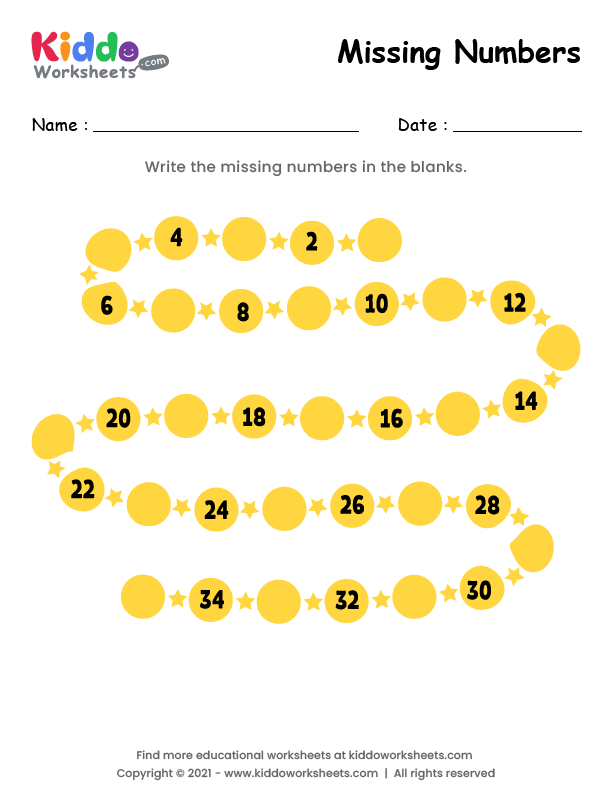 Kiddo
Worksheets.com
Missing Numbers
Name : Date :
Write the missing numbers in the blanks.
4 2
6 8 10 12
20 18 16 14
22 24 26 28
34 32 30
Find more educational worksheets at kiddoworksheets.com
Copyright © 2021 - www.kiddoworksheets.com | All rights reserved